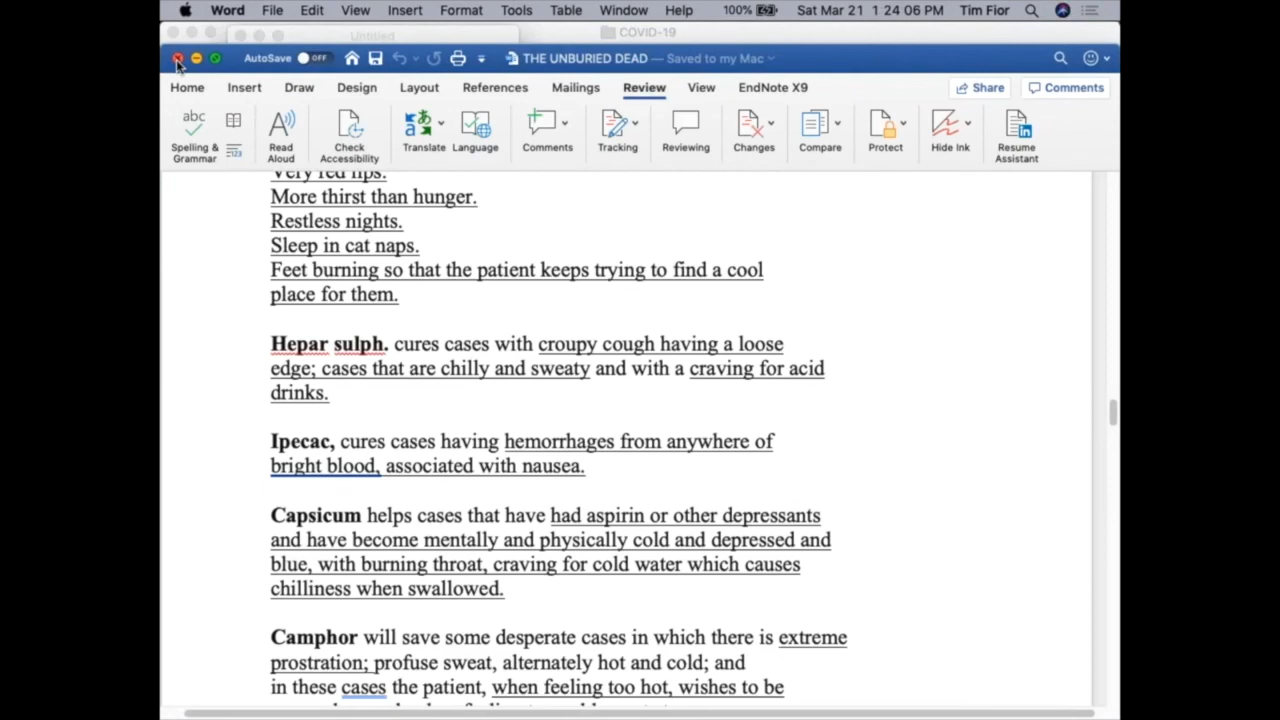 Word File Edit View Insert Format Tools Table Window Help 100% Sat Mar 21 1 24 06 PM Tim Fior
Untitled COVID-19
AutoSave OFF THE UNBURIED DEAD — Saved to my Mac
Home Insert Draw Design Layout References Mailings Review View EndNote X9 Share Comments
abc
Spelling & Grammar Read Aloud Check Accessibility Translate Language Comments Tracking Reviewing Changes Compare Protect Hide Ink Resume Assistant
Very red lips.
More thirst than hunger.
Restless nights.
Sleep in cat naps.
Feet burning so that the patient keeps trying to find a cool
place for them.
Hepar sulph. cures cases with croupy cough having a loose
edge; cases that are chilly and sweaty and with a craving for acid
drinks.
Ipecac, cures cases having hemorrhages from anywhere of
bright blood, associated with nausea.
Capsicum helps cases that have had aspirin or other depressants
and have become mentally and physically cold and depressed and
blue, with burning throat, craving for cold water which causes
chilliness when swallowed.
Camphor will save some desperate cases in which there is extreme
prostration; profuse sweat, alternately hot and cold; and
in these cases the patient, when feeling too hot, wishes to be